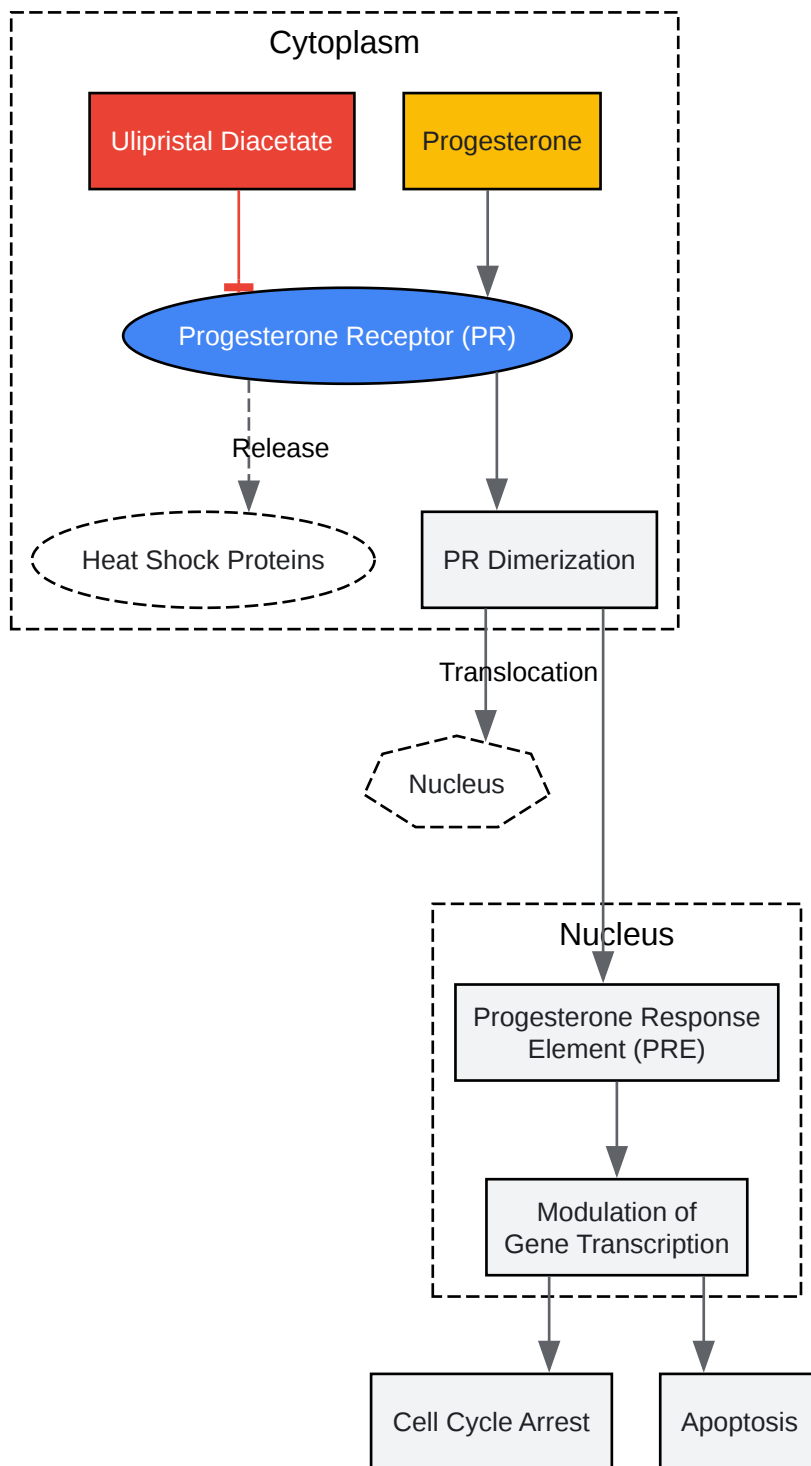 Cytoplasm
Ulipristal Diacetate
Progesterone
Progesterone Receptor (PR)
Release
Heat Shock Proteins
PR Dimerization
Translocation
Nucleus
Nucleus
Progesterone Response
Element (PRE)
Modulation of
Gene Transcription
Cell Cycle Arrest
Apoptosis